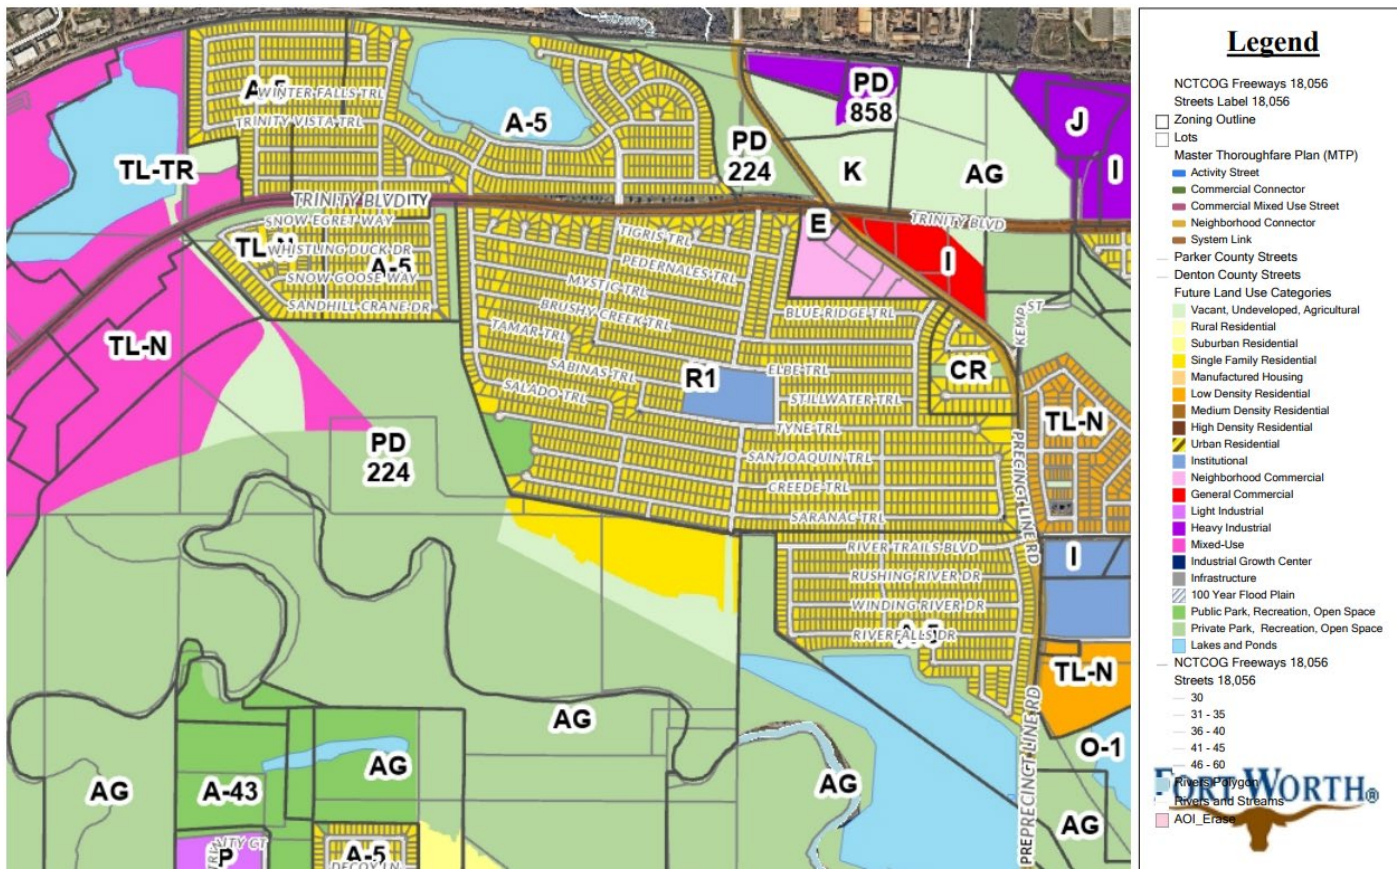 A-5
WINTER FALLS TRL
TRINITY VISTA TRL
A-5
PD
858
J
PD
224
K
AG
I
TL-TR
TRINITY BLVD
ITY
SNOW EGRET WAY
TL-N
WHISTLING DUCK DR
A-5
SNOW GOOSE WAY
SANDHILL CRANE DR
TIGRIS TRL
PEDERNALES TRL
MYSTIC TRL
BRUSHY CREEK TRL
TAMAR TRL
SABINAS TRL
SALADO TRL
E
TRINITY BLVD
I
BLUE RIDGE TRL
KEMP ST
TL-N
R1
ELBE TRL
CR
STILLWATER TRL
TYNE TRL
TL-N
PD
224
SAN JOAQUIN TRL
CREEDE TRL
SARANAC TRL
PRECINCT LINE RD
RIVER TRAILS BLVD
I
RUSHING RIVER DR
WINDING RIVER DR
RIVERFALLS DR
A-5
TL-N
PREPRECINCT LINE RD
AG
O-1
AG
A-43
AG
AG
AG
P
A-5
DECOY LN
Legend
NCTCOG Freeways 18,056
Streets Label 18,056
Zoning Outline
Lots
Master Thoroughfare Plan (MTP)
Activity Street
Commercial Connector
Commercial Mixed Use Street
Neighborhood Connector
System Link
Parker County Streets
Denton County Streets
Future Land Use Categories
Vacant, Undeveloped, Agricultural
Rural Residential
Suburban Residential
Single Family Residential
Manufactured Housing
Low Density Residential
Medium Density Residential
High Density Residential
Urban Residential
Institutional
Neighborhood Commercial
General Commercial
Light Industrial
Heavy Industrial
Mixed-Use
Industrial Growth Center
Infrastructure
100 Year Flood Plain
Public Park, Recreation, Open Space
Private Park, Recreation, Open Space
Lakes and Ponds
NCTCOG Freeways 18,056
Streets 18,056
30
31 - 35
36 - 40
41 - 45
46 - 60
Rivers Polygon
Rivers and Streams
AOI_Erase
FORT WORTH®